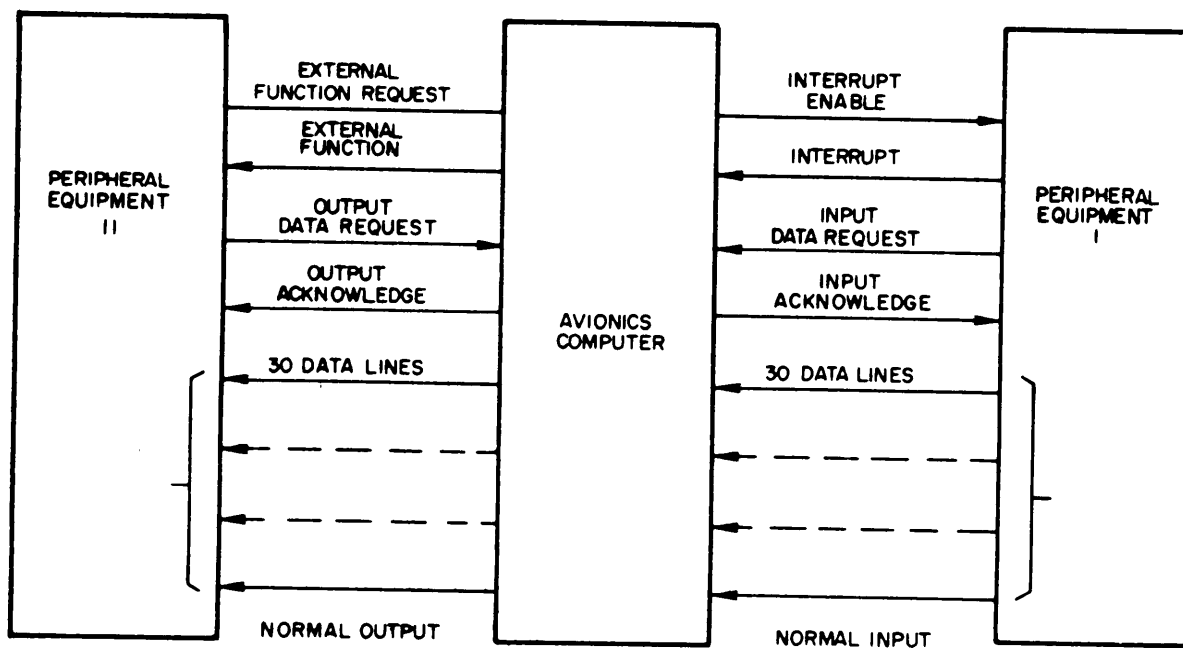 PERIPHERAL
EQUIPMENT
II
EXTERNAL
FUNCTION REQUEST
EXTERNAL
FUNCTION
OUTPUT
DATA REQUEST
OUTPUT
ACKNOWLEDGE
30 DATA LINES
NORMAL OUTPUT
AVIONICS
COMPUTER
INTERRUPT
ENABLE
INTERRUPT
INPUT
DATA REQUEST
INPUT
ACKNOWLEDGE
30 DATA LINES
NORMAL INPUT
PERIPHERAL
EQUIPMENT
I